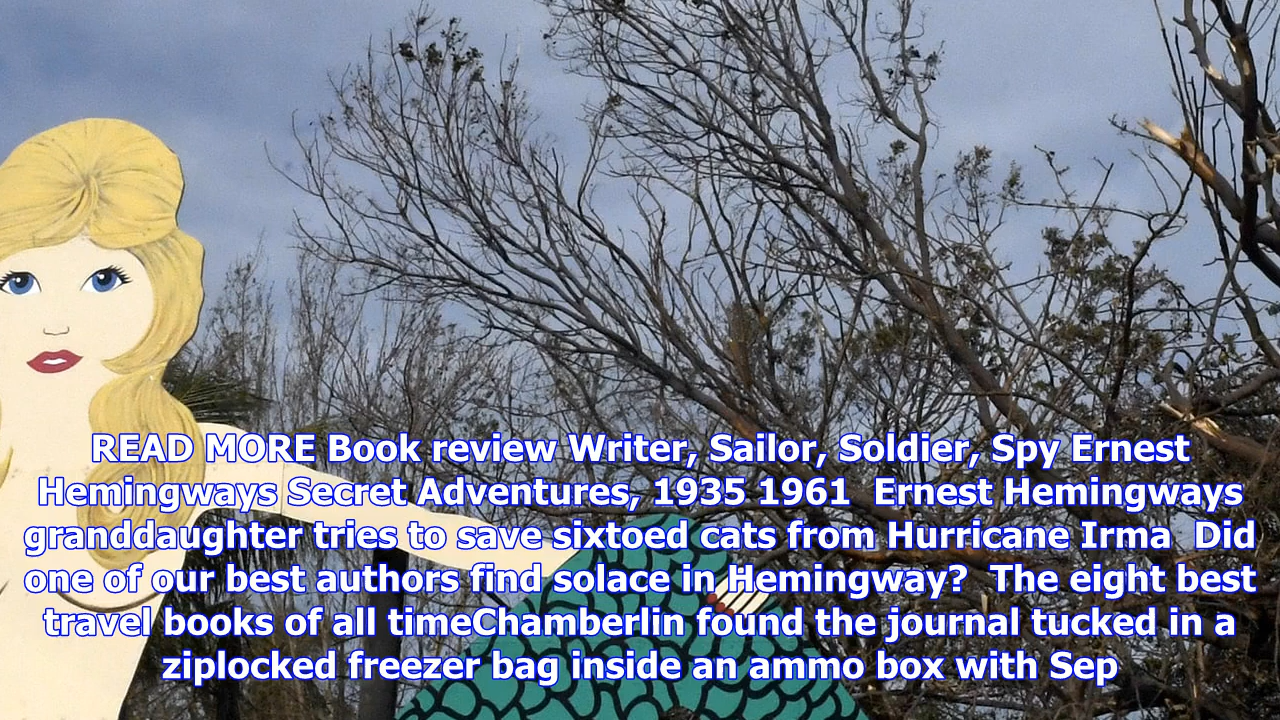 READ MORE Book review Writer, Sailor, Soldier, Spy Ernest
Hemingways Secret Adventures, 1935 1961  Ernest Hemingways
granddaughter tries to save sixtoed cats from Hurricane Irma  Did
one of our best authors find solace in Hemingway?  The eight best
travel books of all timeChamberlin found the journal tucked in a
ziplocked freezer bag inside an ammo box with Sep